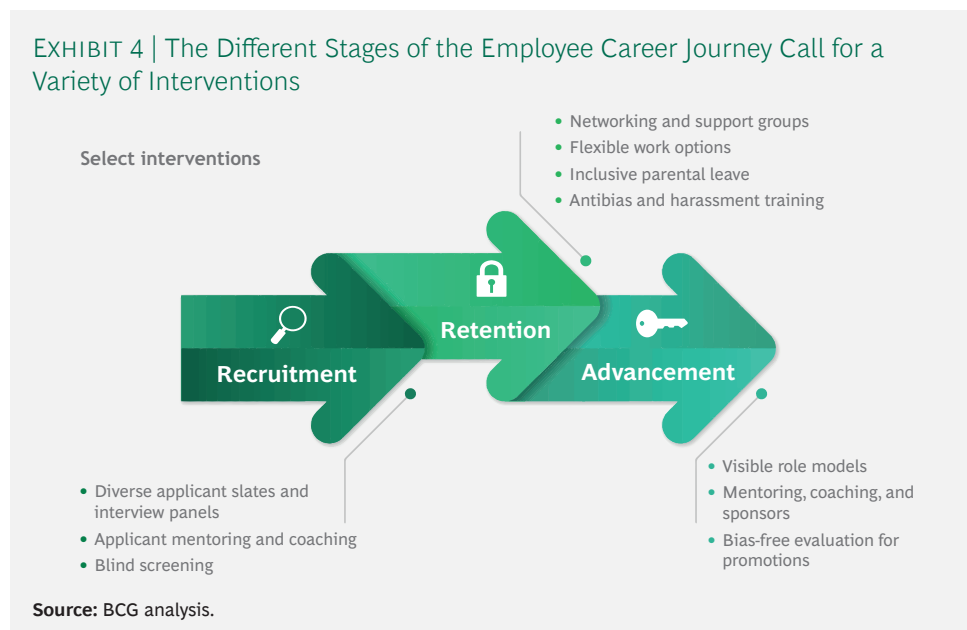 EXHIBIT 4 | The Different Stages of the Employee Career Journey Call for a
Variety of Interventions
Select interventions
• Networking and support groups
• Flexible work options
• Inclusive parental leave
• Antibias and harassment training
Recruitment
Retention
Advancement
• Diverse applicant slates and
interview panels
• Applicant mentoring and coaching
• Blind screening
• Visible role models
• Mentoring, coaching, and
sponsors
• Bias-free evaluation for
promotions
Source: BCG analysis.